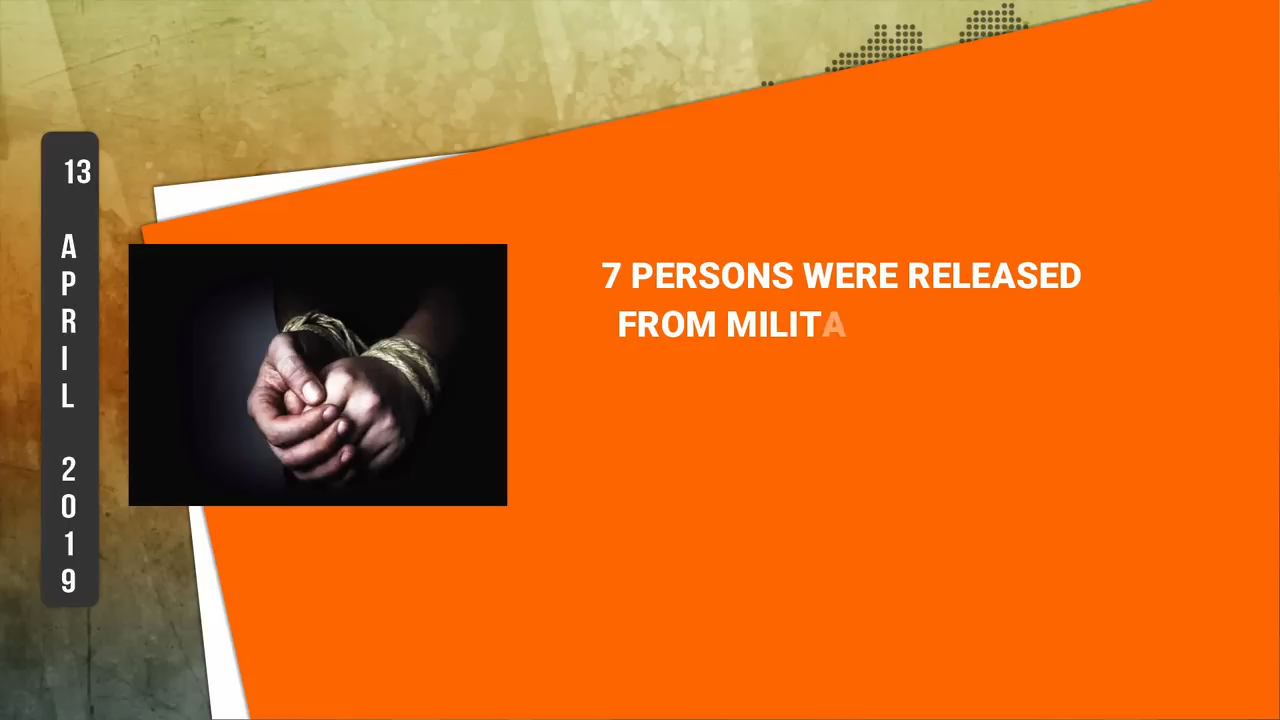 13
APRIL
2019
7 PERSONS WERE RELEASED
FROM MILITA